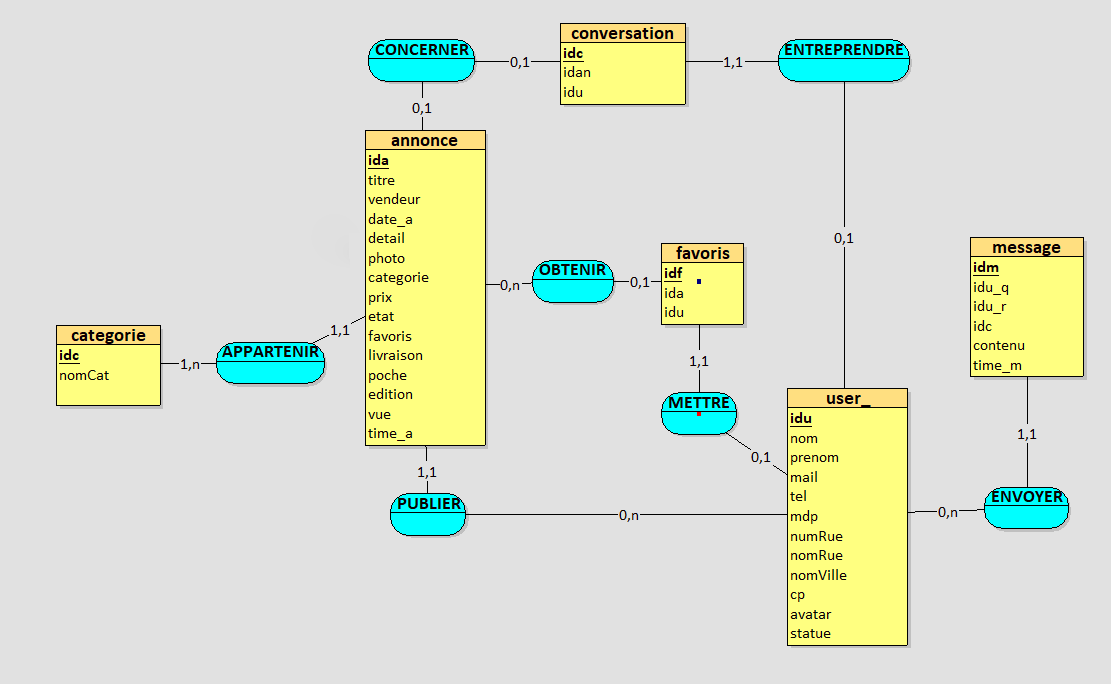 conversation
idc
idan
idu
CONCERNER
0,1
1,1
ENTREPRENDRE
0,1
annonce
ida
titre
vendeur
date_a
detail
photo
categorie
prix
etat
favoris
livraison
poche
edition
vue
time_a
0,1
OBTENIR
0,n
0,1
favoris
idf
ida
idu
message
idm
idu_q
idu_r
idc
contenu
time_m
categorie
idc
nomCat
1,n
APPARTENIR
1,1
1,1
METTRE
0,1
user_
idu
nom
prenom
mail
tel
mdp
numRue
nomRue
nomVille
cp
avatar
statue
1,1
ENVOYER
0,n
1,1
PUBLIER
0,n